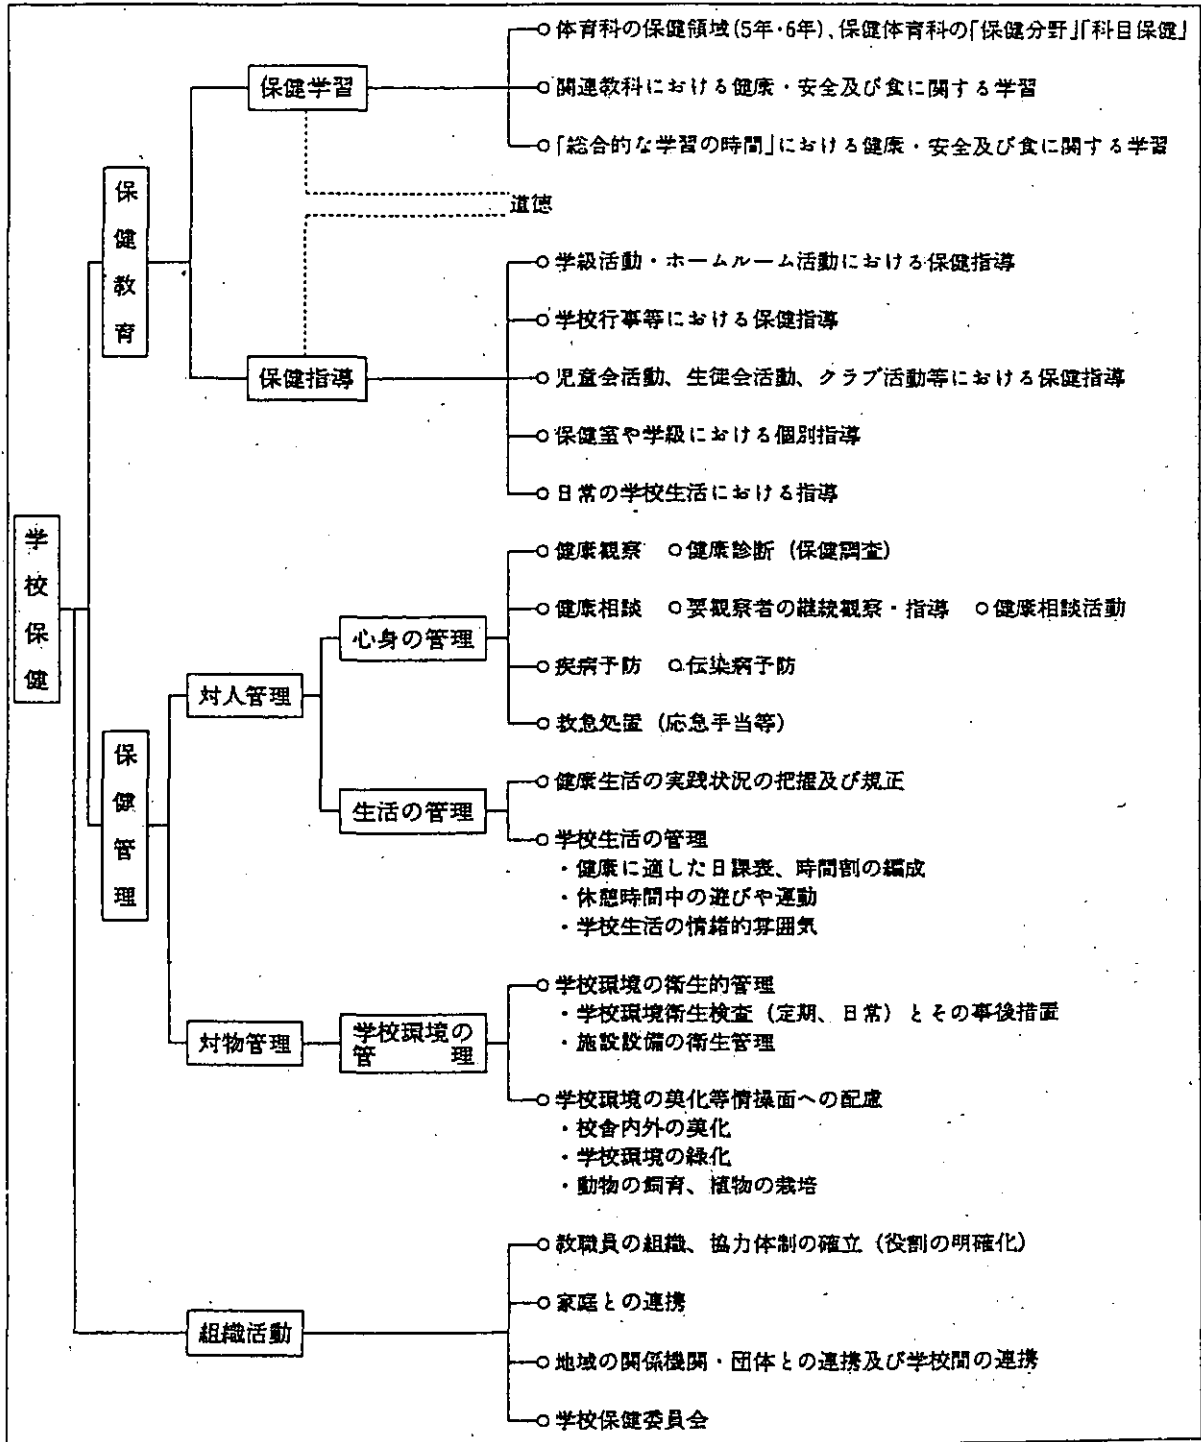 学校保健
保健教育
保健学習
○体育科の保健領域(5年・6年)、保健体育科の「保健分野」「科目保健」
○関連教科における健康・安全及び食に関する学習
○「総合的な学習の時間」における健康・安全及び食に関する学習
道徳
保健指導
○学級活動・ホームルーム活動における保健指導
○学校行事等における保健指導
○児童会活動、生徒会活動、クラブ活動等における保健指導
○保健室や学級における個別指導
○日常の学校生活における指導
保健管理
対人管理
心身の管理
○健康観察 ○健康診断（保健調査）
○健康相談 ○要観察者の継続観察・指導 ○健康相談活動
○疾病予防 ○伝染病予防
○救急処置（応急手当等）
生活の管理
○健康生活の実践状況の把握及び規正
○学校生活の管理
・健康に適した日課表、時間割の編成
・休憩時間中の遊びや運動
・学校生活の情緒的雰囲気
対物管理
学校環境の
管理
○学校環境の衛生的管理
・学校環境衛生検査（定期、日常）とその事後措置
・施設設備の衛生管理
○学校環境の美化等情操面への配慮
・校舎内外の美化
・学校環境の緑化
・動物の飼育、植物の栽培
組織活動
○教職員の組織、協力体制の確立（役割の明確化）
○家庭との連携
○地域の関係機関・団体との連携及び学校間の連携
○学校保健委員会